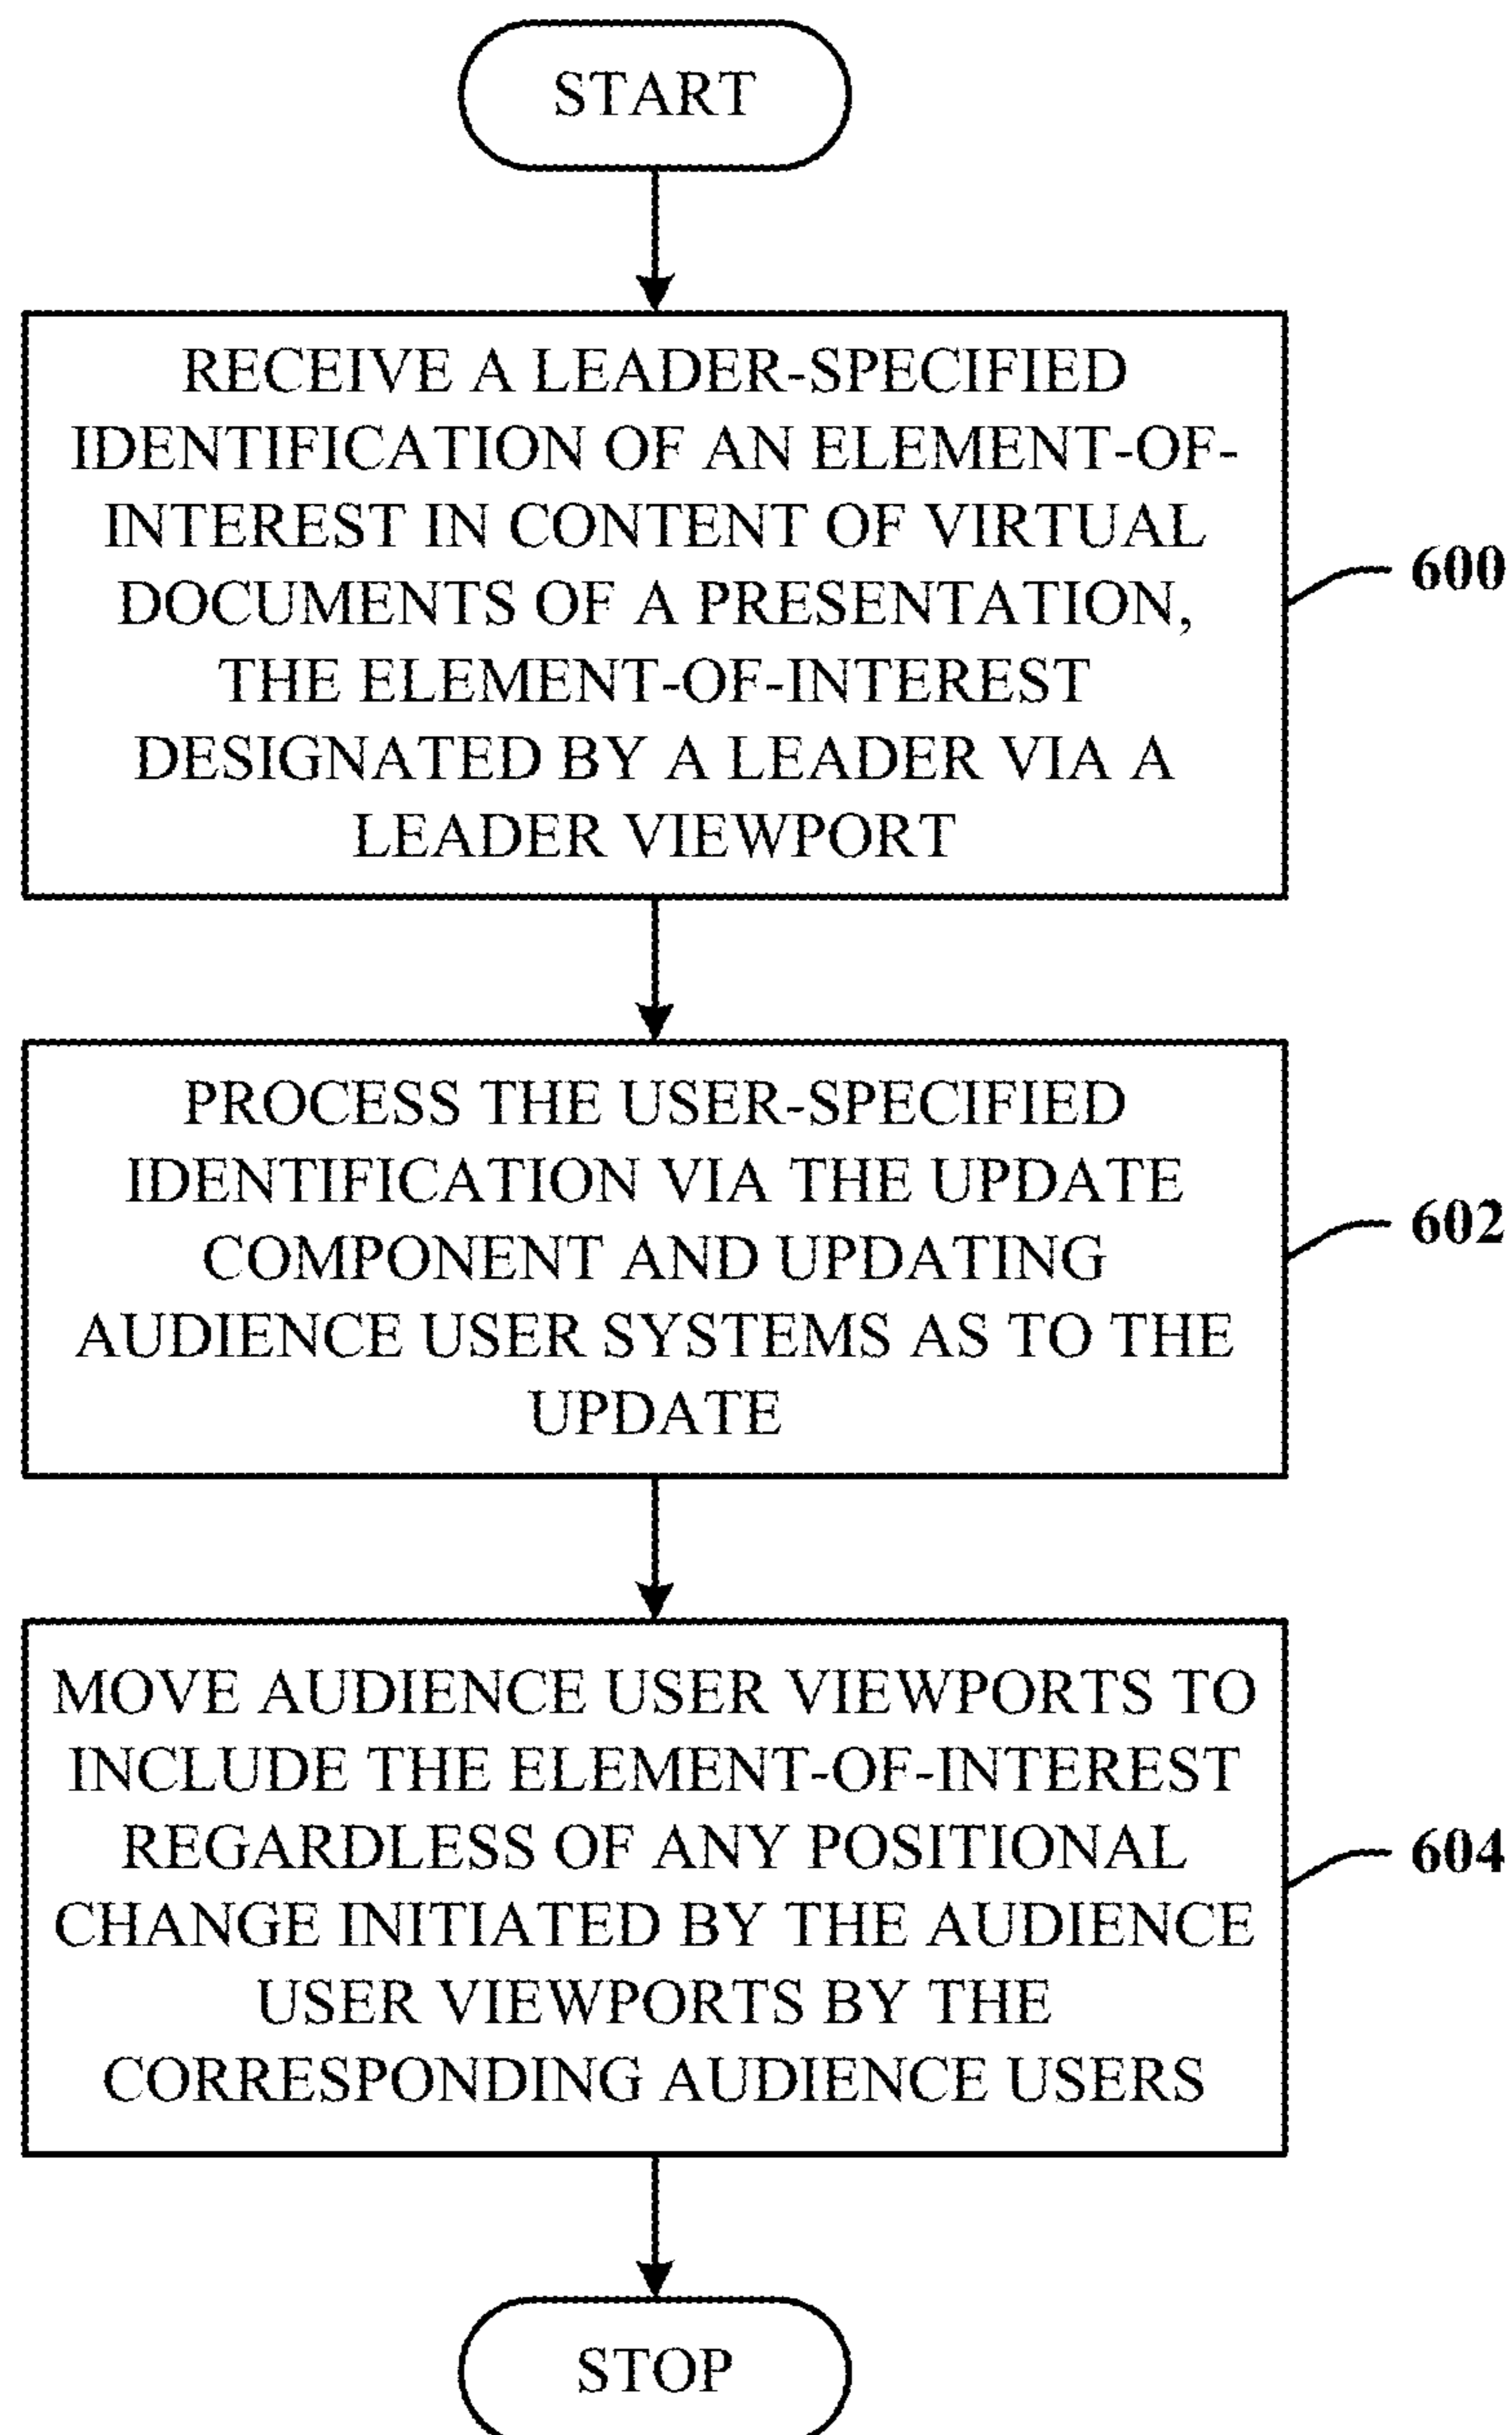 START
RECEIVE A LEADER-SPECIFIED
IDENTIFICATION OF AN ELEMENT-OF-
INTEREST IN CONTENT OF VIRTUAL
DOCUMENTS OF A PRESENTATION,
THE ELEMENT-OF-INTEREST
DESIGNATED BY A LEADER VIA A
LEADER VIEWPORT
600
PROCESS THE USER-SPECIFIED
IDENTIFICATION VIA THE UPDATE
COMPONENT AND UPDATING
AUDIENCE USER SYSTEMS AS TO THE
UPDATE
602
MOVE AUDIENCE USER VIEWPORTS TO
INCLUDE THE ELEMENT-OF-INTEREST
REGARDLESS OF ANY POSITIONAL
CHANGE INITIATED BY THE AUDIENCE
USER VIEWPORTS BY THE
CORRESPONDING AUDIENCE USERS
604
STOP